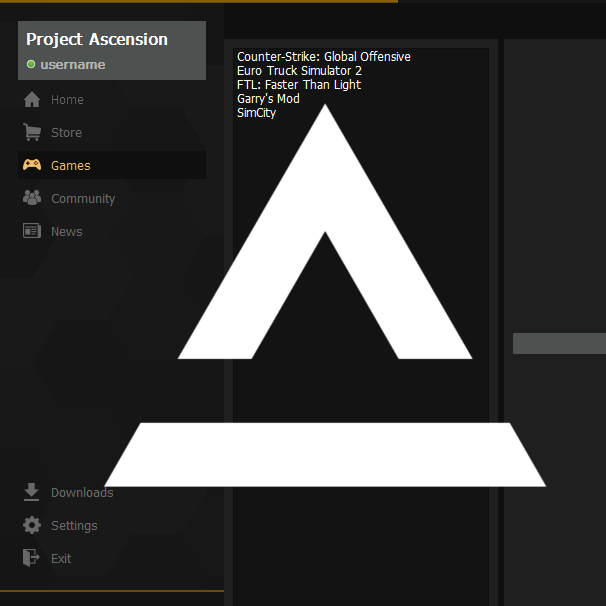 Project Ascension
username
Home
Store
Games
Community
News
Downloads
Settings
Exit
Counter-Strike: Global Offensive
Euro Truck Simulator 2
FTL: Faster Than Light
Garry's Mod
SimCity